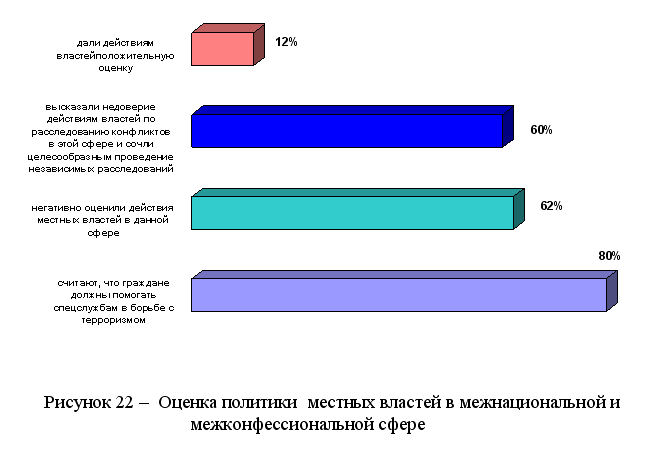 дали действиям
властейположительную
оценку
12%
высказали недоверие
действиям властей по
расследованию конфликтов
в этой сфере и сочли
целесообразным проведение
независимых расследований
60%
негативно оценили действия
местных властей в данной
сфере
62%
считают, что граждане
должны помогать
спецслужбам в борьбе с
терроризмом
80%
Рисунок 22 – Оценка политики местных властей в межнациональной и
межконфессиональной сфере